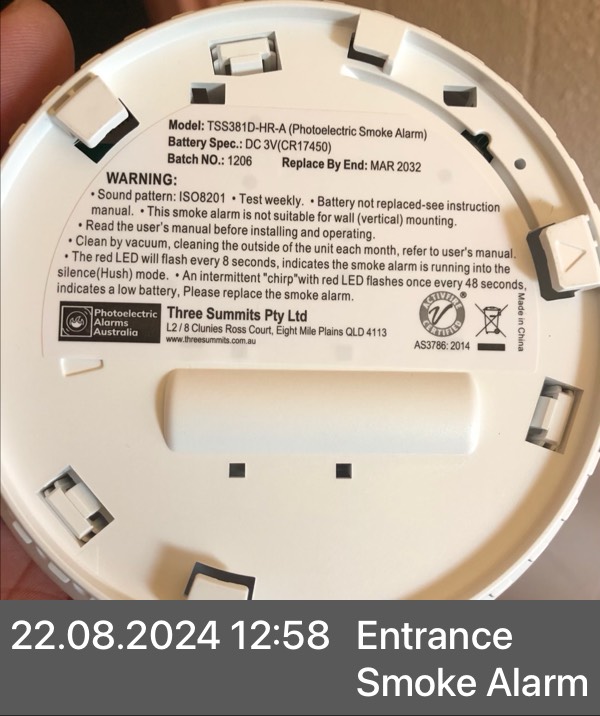 Model: TSS381D-HR-A (Photoelectric Smoke Alarm)
Battery Spec.: DC 3V(CR17450)
Batch NO.: 1206 Replace By End: MAR 2032
WARNING:
• Sound pattern: ISO8201 • Test weekly. • Battery not replaced-see instruction
manual. • This smoke alarm is not suitable for wall (vertical) mounting.
• Read the user's manual before installing and operating.
• Clean by vacuum, cleaning the outside of the unit each month, refer to user's manual.
• The red LED will flash every 8 seconds, indicates the smoke alarm is running into the
silence(Hush) mode. • An intermittent "chirp"with red LED flashes once every 48 seconds,
indicates a low battery, Please replace the smoke alarm.
Photoelectric
Alarms
Australia
Three Summits Pty Ltd
L2 / 8 Clunies Ross Court, Eight Mile Plains QLD 4113
www.threesummits.com.au
ACTIVFIRE
CERTIFIED
®
AS3786: 2014
Made in China
22.08.2024 12:58 Entrance
Smoke Alarm